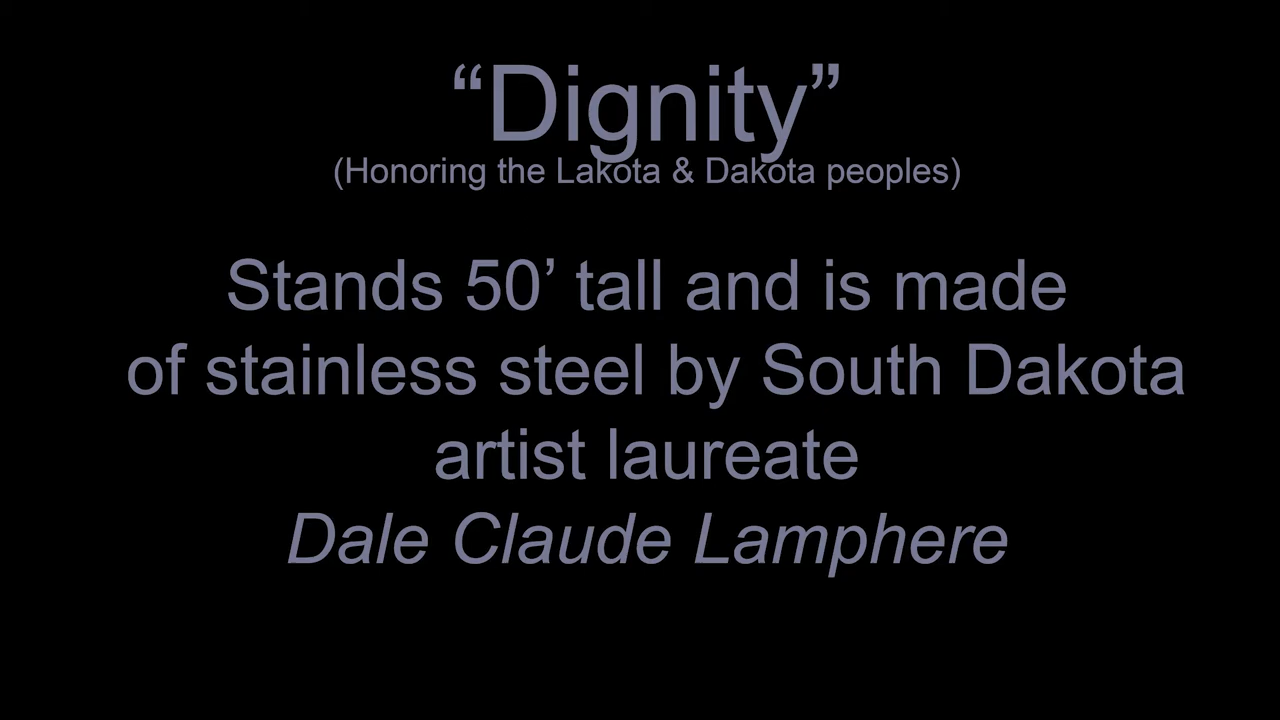 “Dignity”
(Honoring the Lakota & Dakota peoples)
Stands 50’ tall and is made
of stainless steel by South Dakota
artist laureate
Dale Claude Lamphere